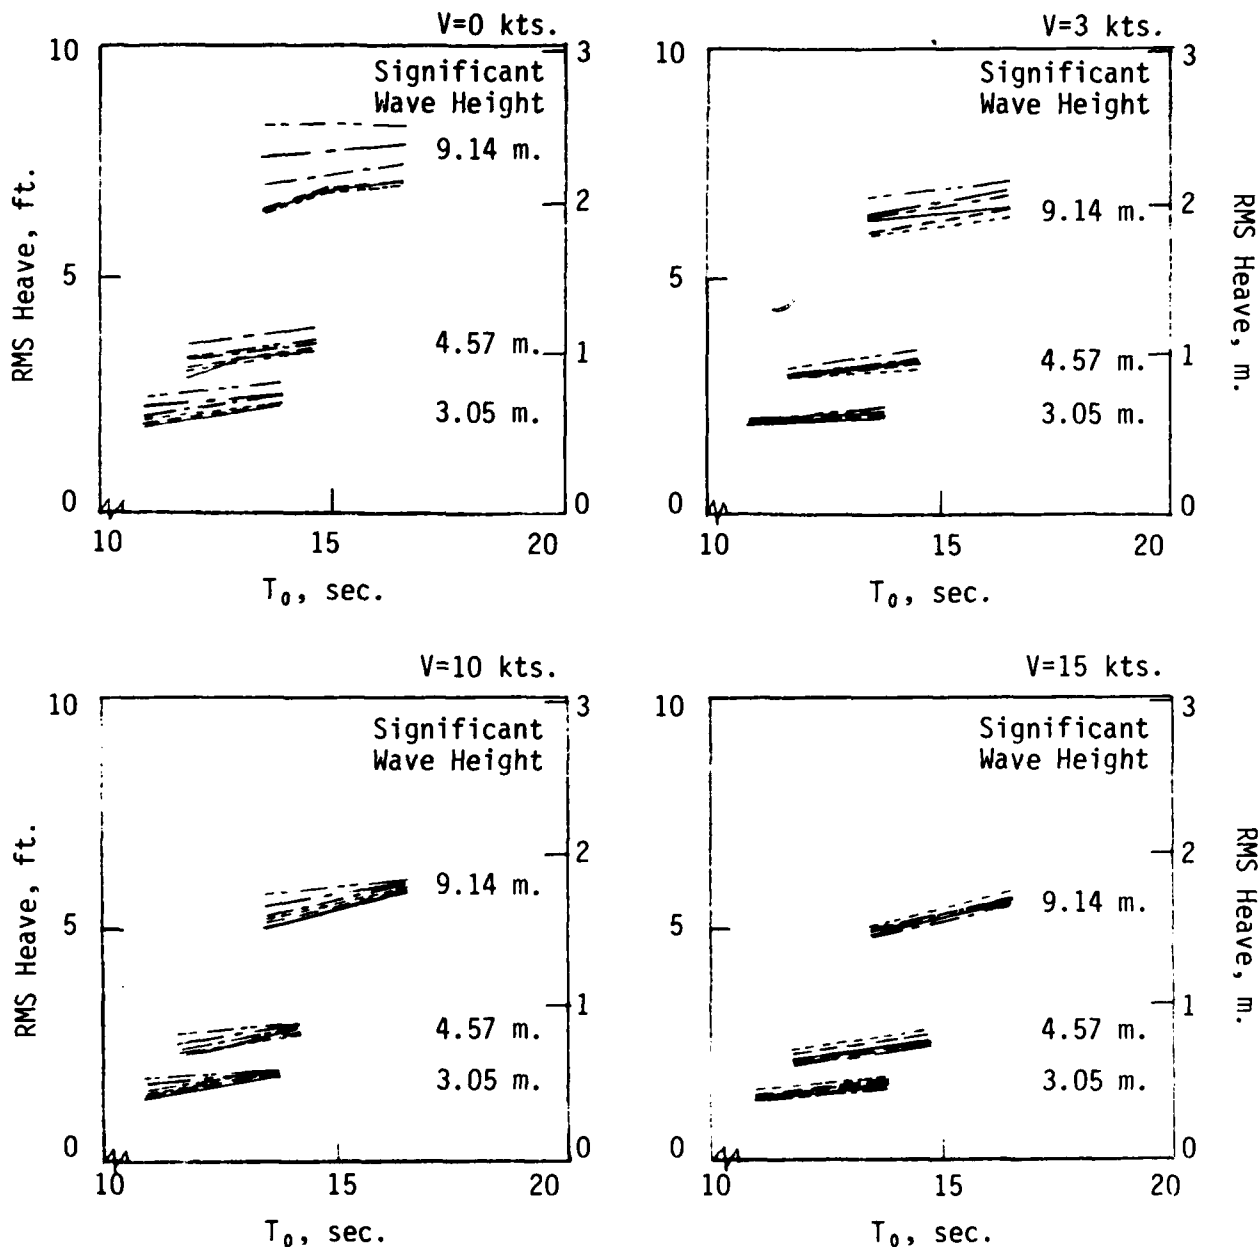 V=0 kts.
10
3
Significant
Wave Height
9.14 m.
2
RMS Heave, ft.
5
4.57 m.
1
3.05 m.
0
0
10
15
20
T₀, sec.
V=3 kts.
10
3
Significant
Wave Height
9.14 m.
2
RMS Heave, m.
5
4.57 m.
1
3.05 m.
0
0
10
15
20
T₀, sec.
V=10 kts.
10
3
Significant
Wave Height
2
9.14 m.
RMS Heave, ft.
5
1
4.57 m.
3.05 m.
0
0
10
15
20
T₀, sec.
V=15 kts.
10
3
Significant
Wave Height
2
9.14 m.
RMS Heave, m.
5
1
4.57 m.
3.05 m.
0
0
10
15
20
T₀, sec.